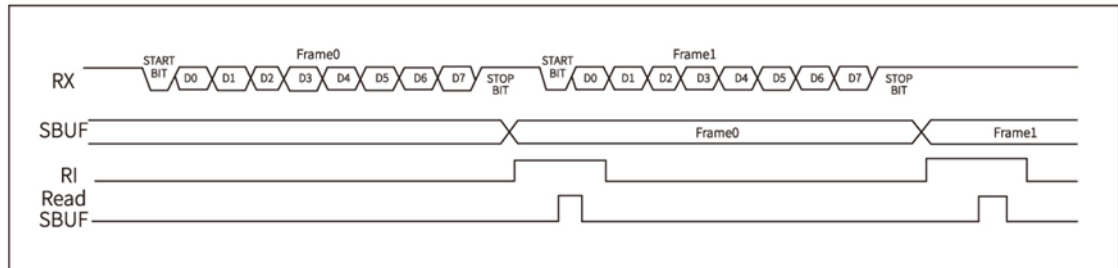 Frame0 Frame1
RX START BIT D0 D1 D2 D3 D4 D5 D6 D7 STOP BIT START BIT D0 D1 D2 D3 D4 D5 D6 D7 STOP BIT
SBUF Frame0 Frame1
RI
Read
SBUF